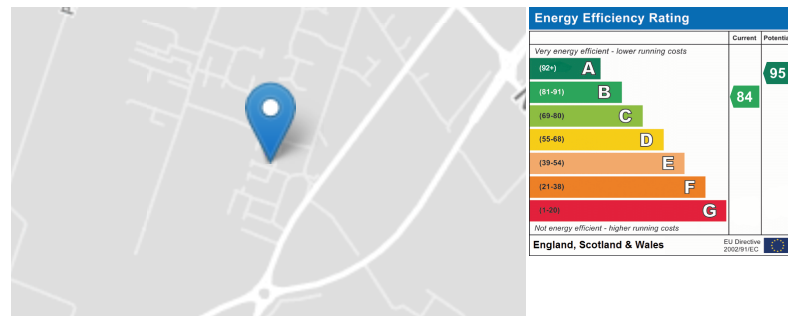 Energy Efficiency Rating
Current Potentia
Very energy efficient - lower running costs
(92+) A
95
(81-91) B
84
(69-80) C
(55-68) D
(39-54) E
(21-38) F
(1-20) G
Not energy efficient - higher running costs
England, Scotland & Wales
EU Directive
2002/91/EC